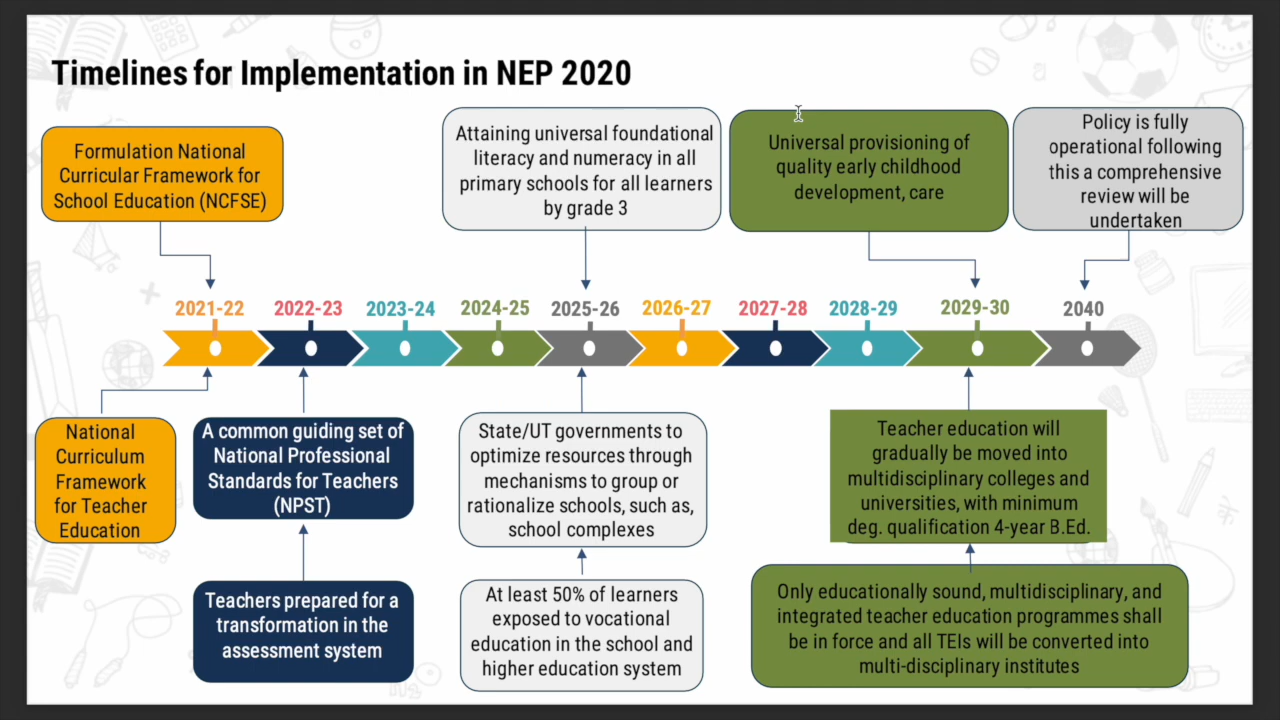 Timelines for Implementation in NEP 2020
Formulation National
Curricular Framework for
School Education (NCFSE)
Attaining universal foundational
literacy and numeracy in all
primary schools for all learners
by grade 3
Universal provisioning of
quality early childhood
development, care
Policy is fully
operational following
this a comprehensive
review will be
undertaken
2021-22
2022-23
2023-24
2024-25
2025-26
2026-27
2027-28
2028-29
2029-30
2040
National
Curriculum
Framework
for Teacher
Education
A common guiding set of
National Professional
Standards for Teachers
(NPST)
State/UT governments to
optimize resources through
mechanisms to group or
rationalize schools, such as,
school complexes
Teacher education will
gradually be moved into
multidisciplinary colleges and
universities, with minimum
deg. qualification 4-year B.Ed.
Teachers prepared for a
transformation in the
assessment system
At least 50% of learners
exposed to vocational
education in the school and
higher education system
Only educationally sound, multidisciplinary, and
integrated teacher education programmes shall
be in force and all TEIs will be converted into
multi-disciplinary institutes